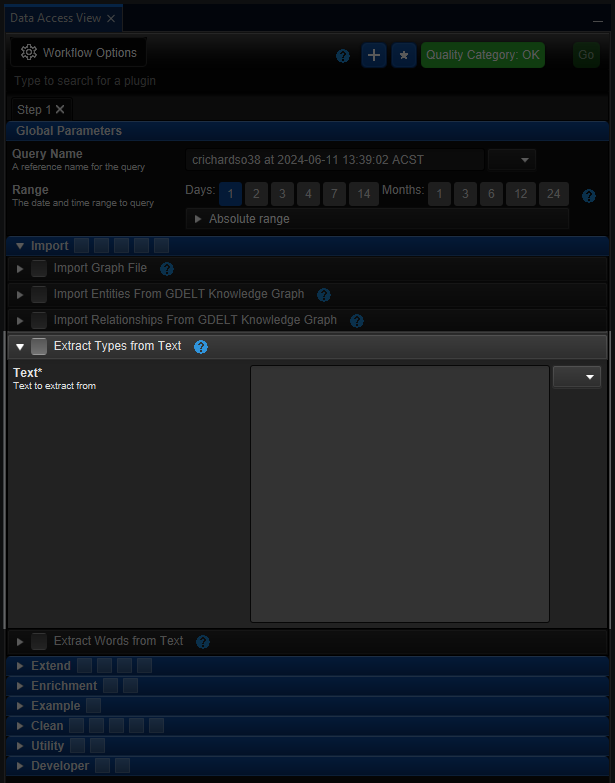 Data Access View
Workflow Options
Quality Category: OK
Go
Type to search for a plugin
Step 1
Global Parameters
Query Name
A reference name for the query
crichardso38 at 2024-06-11 13:39:02 ACST
Range
The date and time range to query
Days: 1 2 3 4 7 14 Months: 1 3 6 12 24
Absolute range
Import
Import Graph File
Import Entities From GDELT Knowledge Graph
Import Relationships From GDELT Knowledge Graph
Extract Types from Text
Text*
Text to extract from
Extract Words from Text
Extend
Enrichment
Example
Clean
Utility
Developer